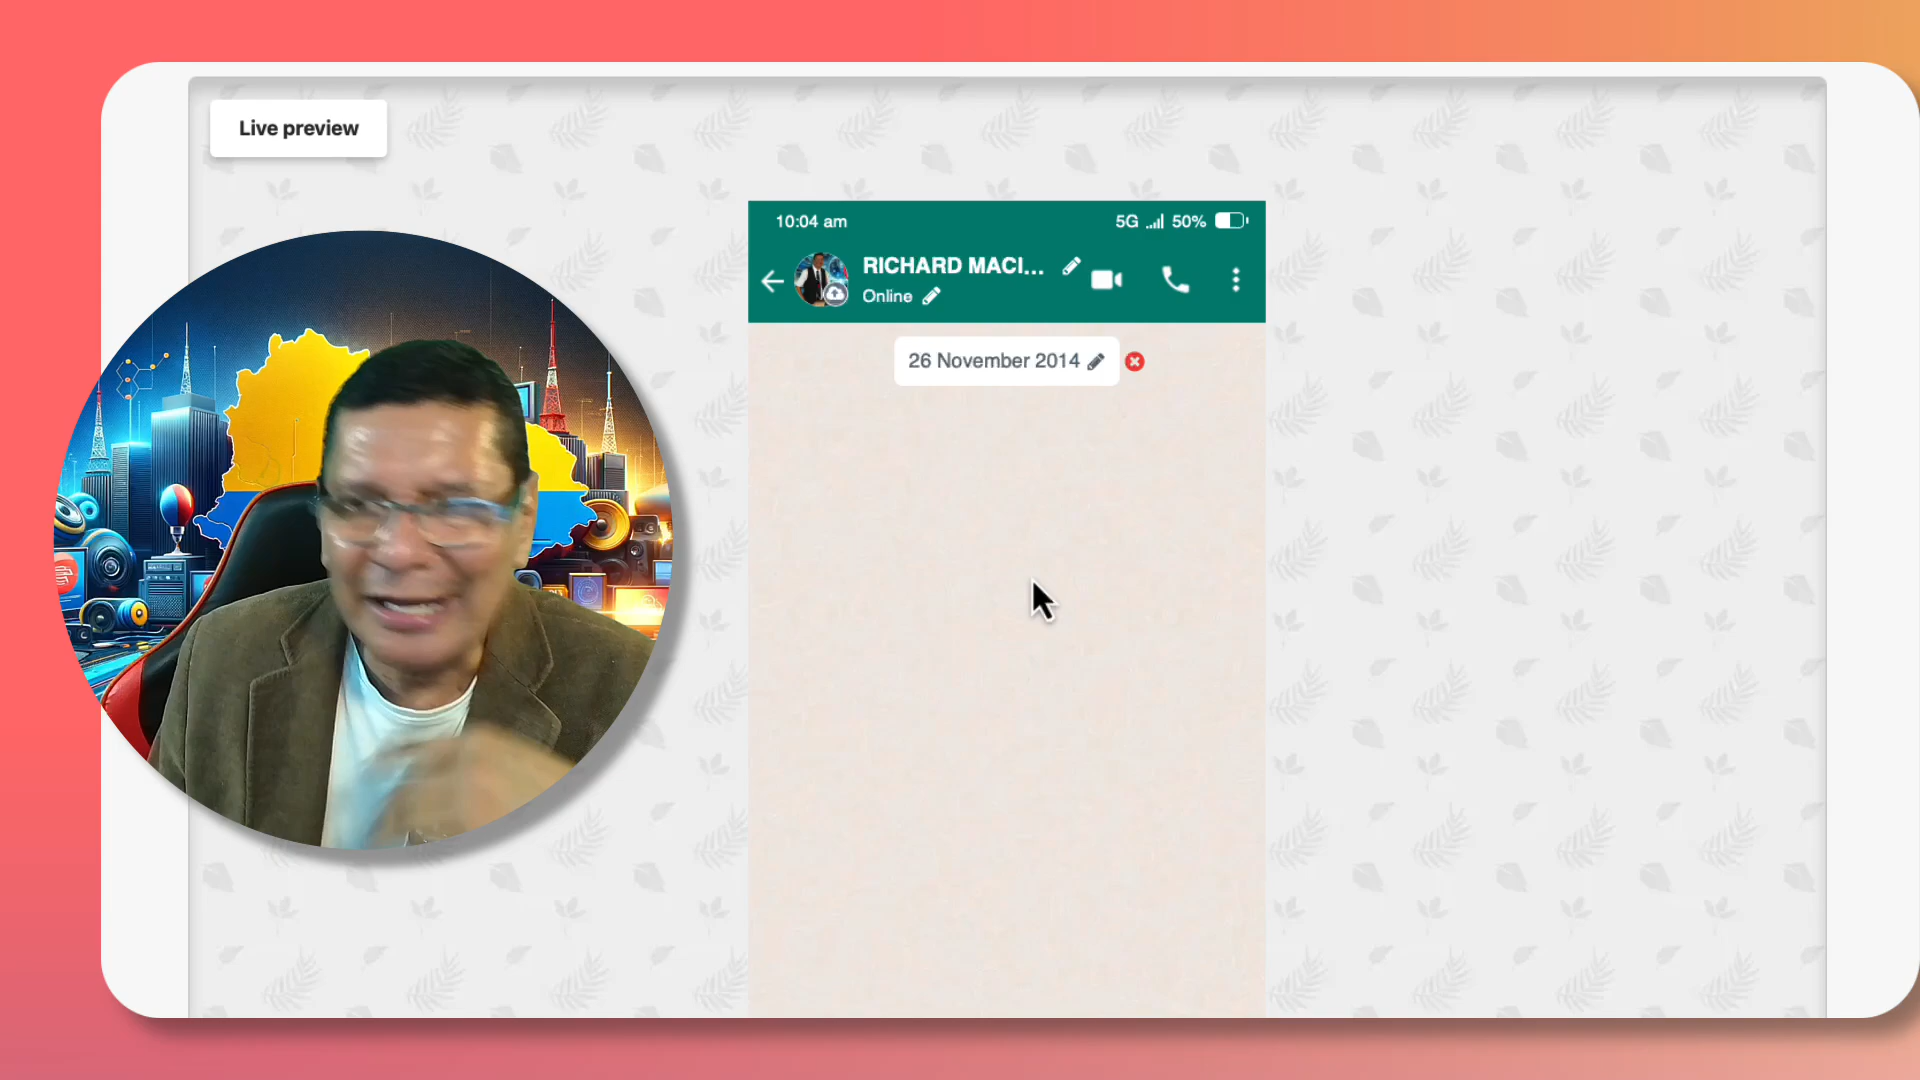 Live preview
10:04 am
5G 50%
RICHARD MACI...
Online
26 November 2014